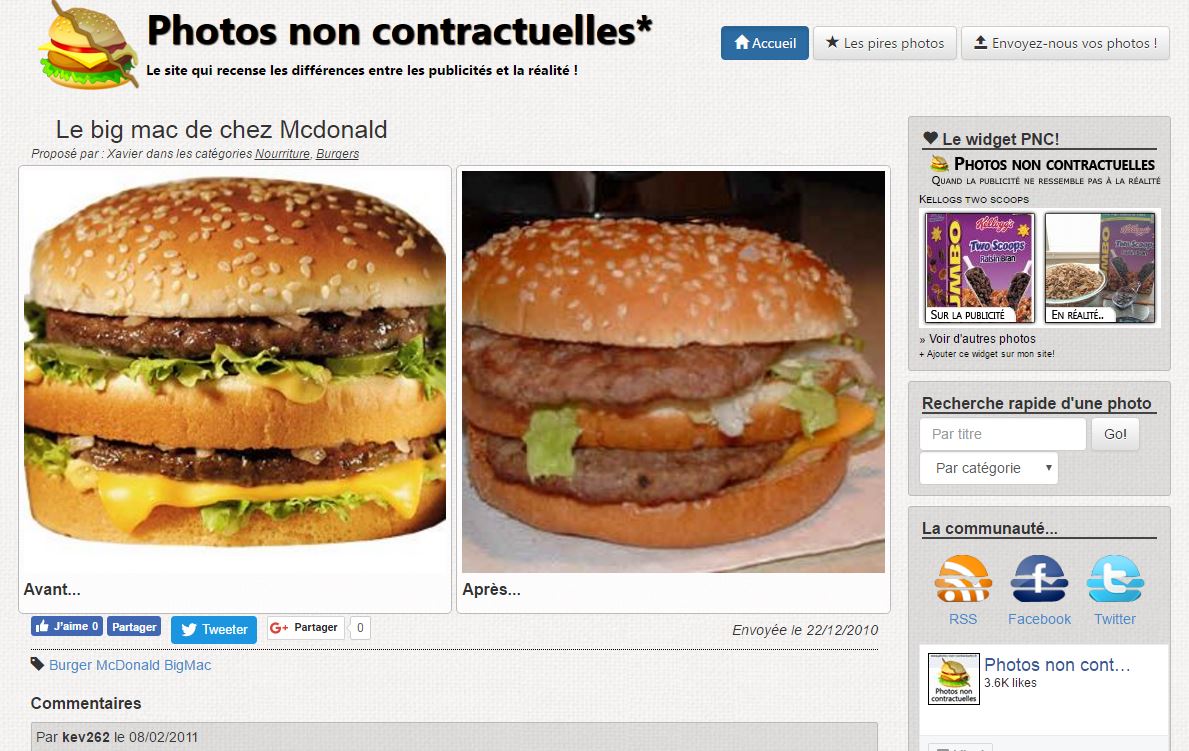 Photos non contractuelles*
Le site qui recense les différences entre les publicités et la réalité !
Accueil
Les pires photos
Envoyez-nous vos photos !
Le big mac de chez Mcdonald
Proposé par : Xavier dans les catégories Nourriture, Burgers
Avant...
Après...
J'aime 0
Partager
Tweeter
G+ Partager
0
Envoyée le 22/12/2010
Burger McDonald BigMac
Commentaires
Par kev262 le 08/02/2011
Le widget PNC!
Photos non contractuelles
Quand la publicité ne ressemble pas à la réalité
Kellogs two scoops
Kellogg's
Two Scoops
Raisin Bran
Sur la publicité
En réalité..
» Voir d'autres photos
+ Ajouter ce widget sur mon site!
Recherche rapide d'une photo
Par titre
Go!
Par catégorie
La communauté...
RSS
Facebook
Twitter
Photos non cont...
3.6K likes
Photos non
contractuelles